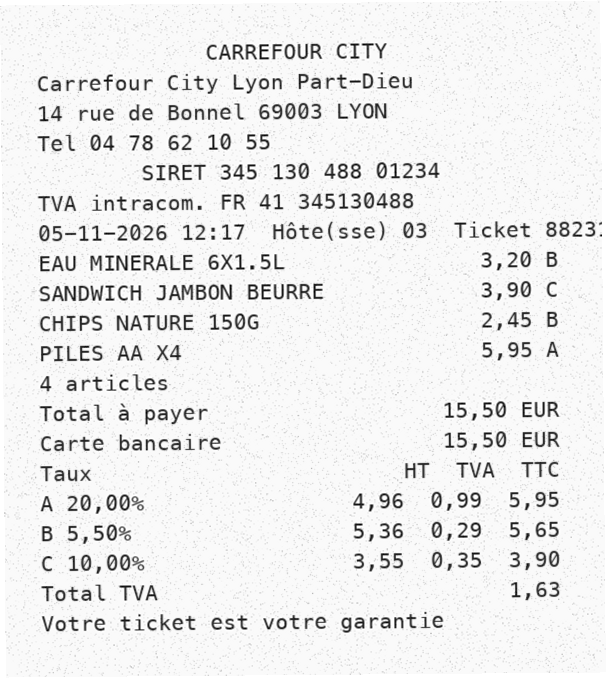 CARREFOUR CITY
Carrefour City Lyon Part-Dieu
14 rue de Bonnel 69003 LYON
Tel 04 78 62 10 55
SIRET 345 130 488 01234
TVA intracom. FR 41 345130488
05-11-2026 12:17 Hôte(sse) 03 Ticket
EAU MINERALE 6X1.5L 3,20 B
SANDWICH JAMBON BEURRE 3,90 C
CHIPS NATURE 150G 2,45 B
PILES AA X4 5,95 A
4 articles
Total à payer 15,50 EUR
Carte bancaire 15,50 EUR
Taux HT TVA TTC
A 20,00% 4,96 0,99 5,95
B 5,50% 5,36 0,29 5,65
C 10,00% 3,55 0,35 3,90
Total TVA 1,63
Votre ticket est votre garantie